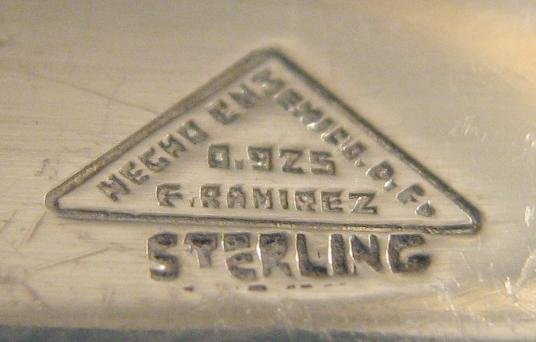 HECHO EN MEXICO. D.F.
0.925
F. RAMIREZ
STERLING